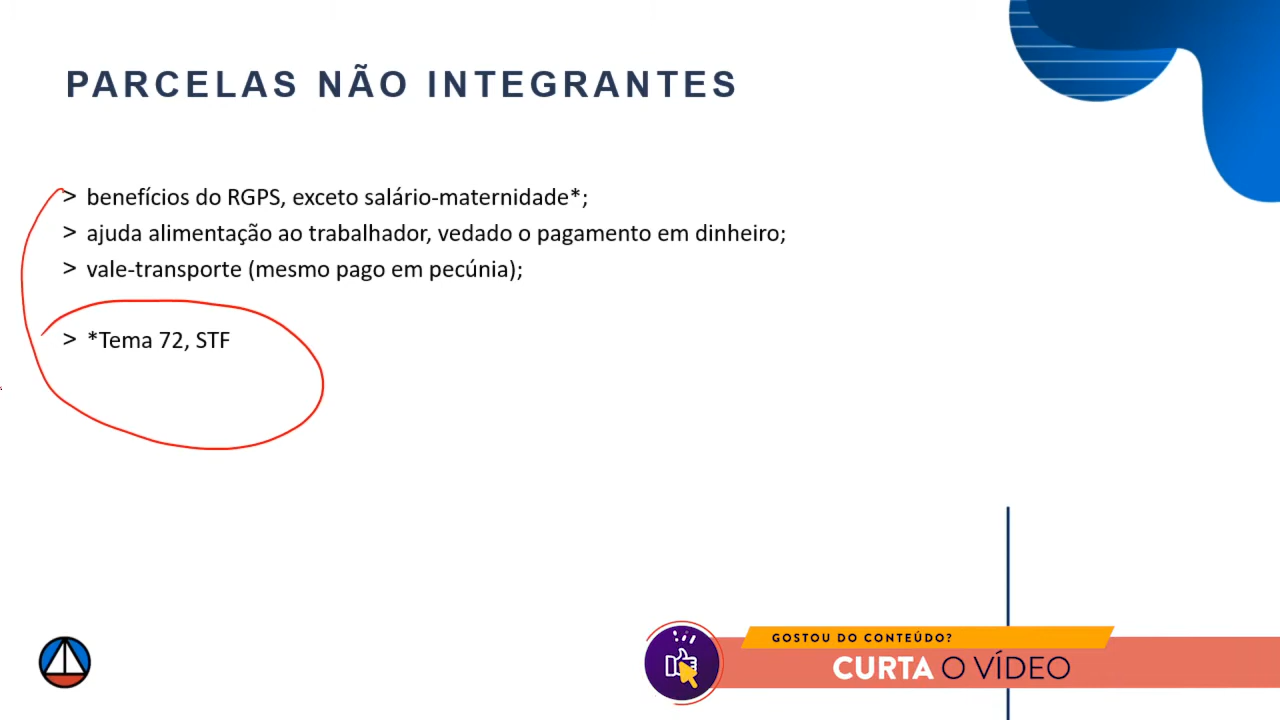 PARCELAS NÃO INTEGRANTES
> benefícios do RGPS, exceto salário-maternidade*;
> ajuda alimentação ao trabalhador, vedado o pagamento em dinheiro;
> vale-transporte (mesmo pago em pecúnia);
> *Tema 72, STF
GOSTOU DO CONTEÚDO?
CURTA O VÍDEO